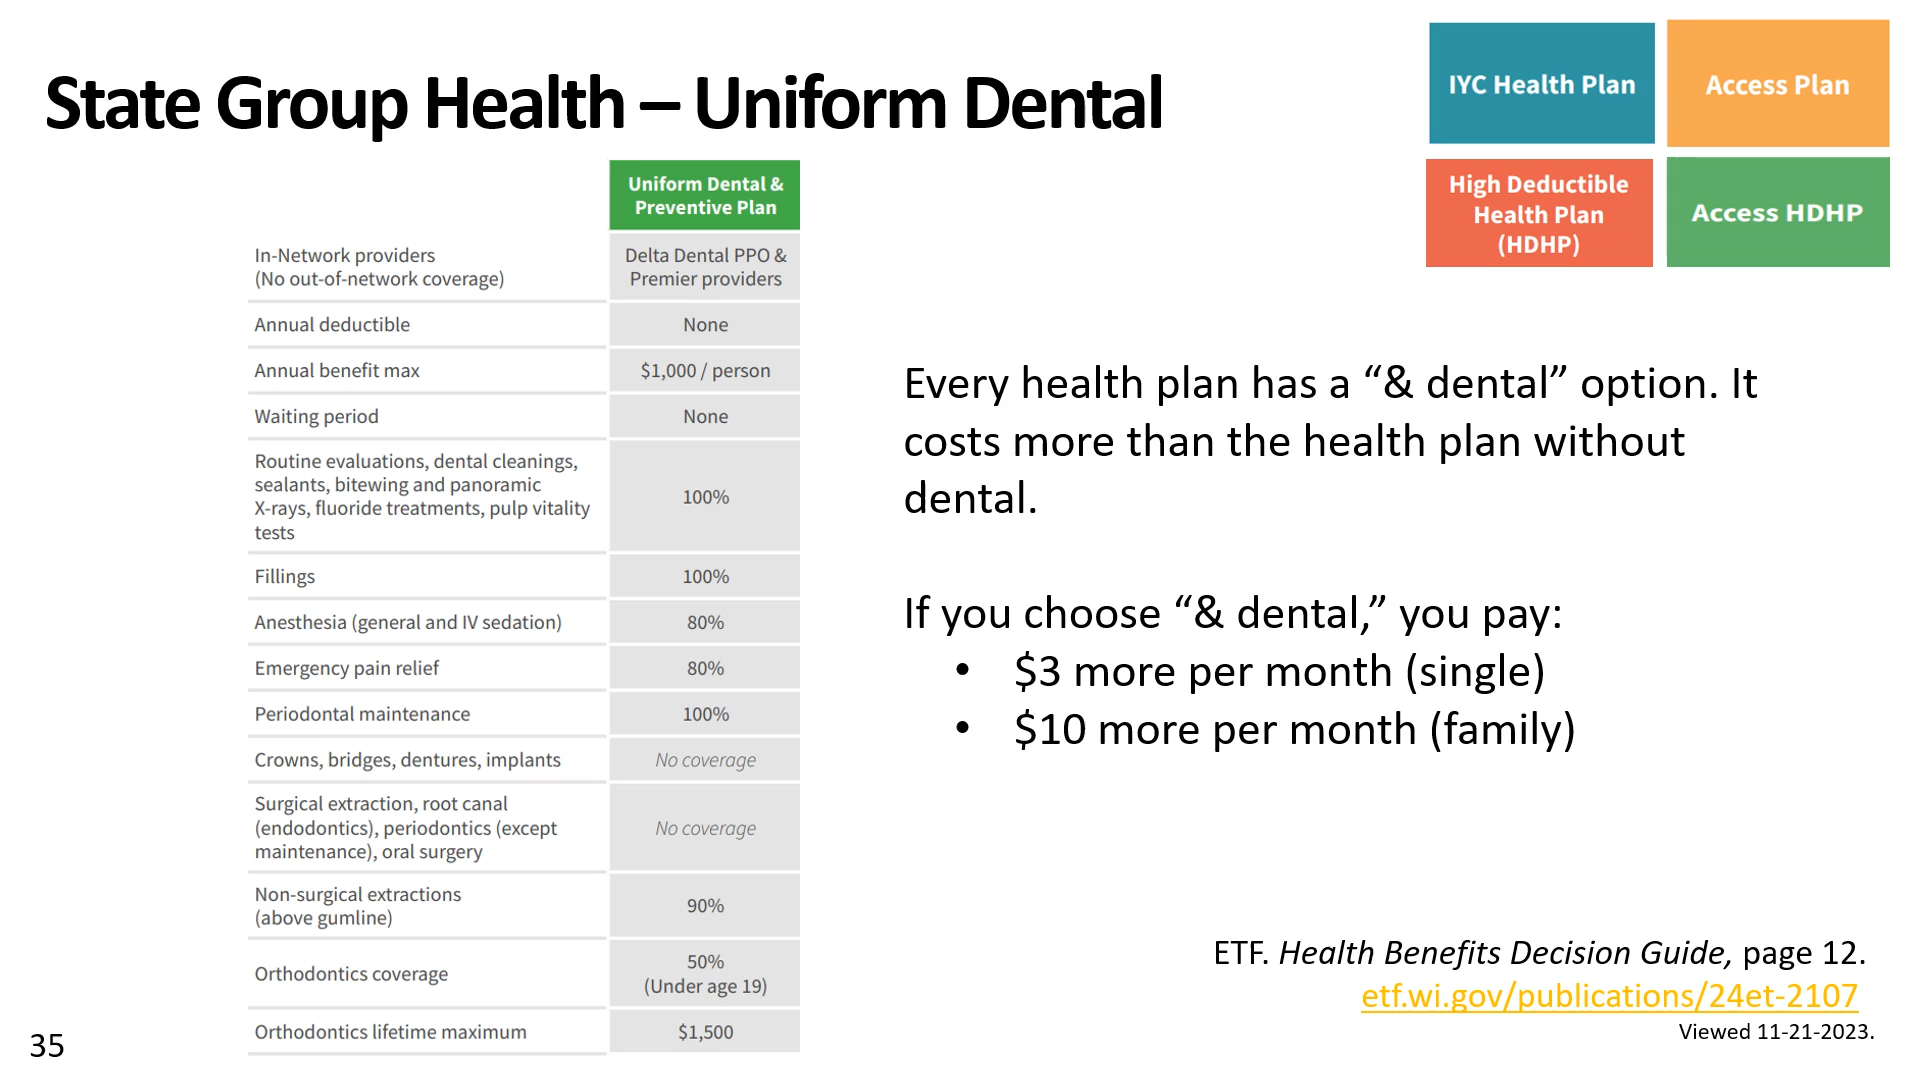 State Group Health – Uniform Dental
IYC Health Plan
Access Plan
High Deductible
Health Plan
(HDHP)
Access HDHP
Uniform Dental &
Preventive Plan
In-Network providers
(No out-of-network coverage)
Delta Dental PPO &
Premier providers
Annual deductible
None
Annual benefit max
$1,000 / person
Waiting period
None
Routine evaluations, dental cleanings,
sealants, bitewing and panoramic
X-rays, fluoride treatments, pulp vitality
tests
100%
Fillings
100%
Anesthesia (general and IV sedation)
80%
Emergency pain relief
80%
Periodontal maintenance
100%
Crowns, bridges, dentures, implants
No coverage
Surgical extraction, root canal
(endodontics), periodontics (except
maintenance), oral surgery
No coverage
Non-surgical extractions
(above gumline)
90%
Orthodontics coverage
50%
(Under age 19)
Orthodontics lifetime maximum
$1,500
Every health plan has a “& dental” option. It
costs more than the health plan without
dental.
If you choose “& dental,” you pay:
• $3 more per month (single)
• $10 more per month (family)
ETF. Health Benefits Decision Guide, page 12.
etf.wi.gov/publications/24et-2107
Viewed 11-21-2023.
35